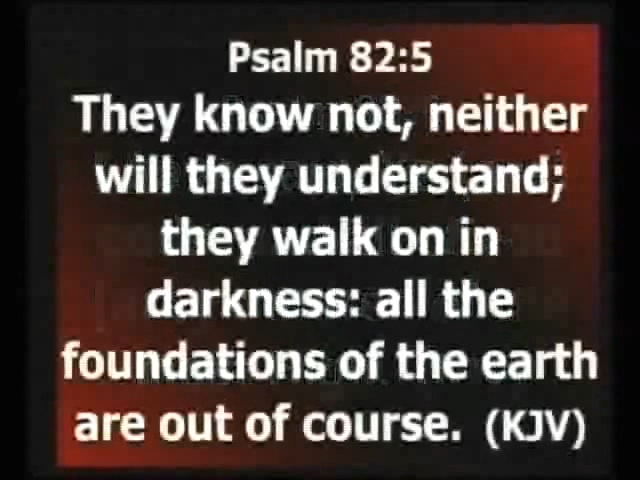 Psalm 82:5
They know not, neither
will they understand;
they walk on in
darkness: all the
foundations of the earth
are out of course. (KJV)